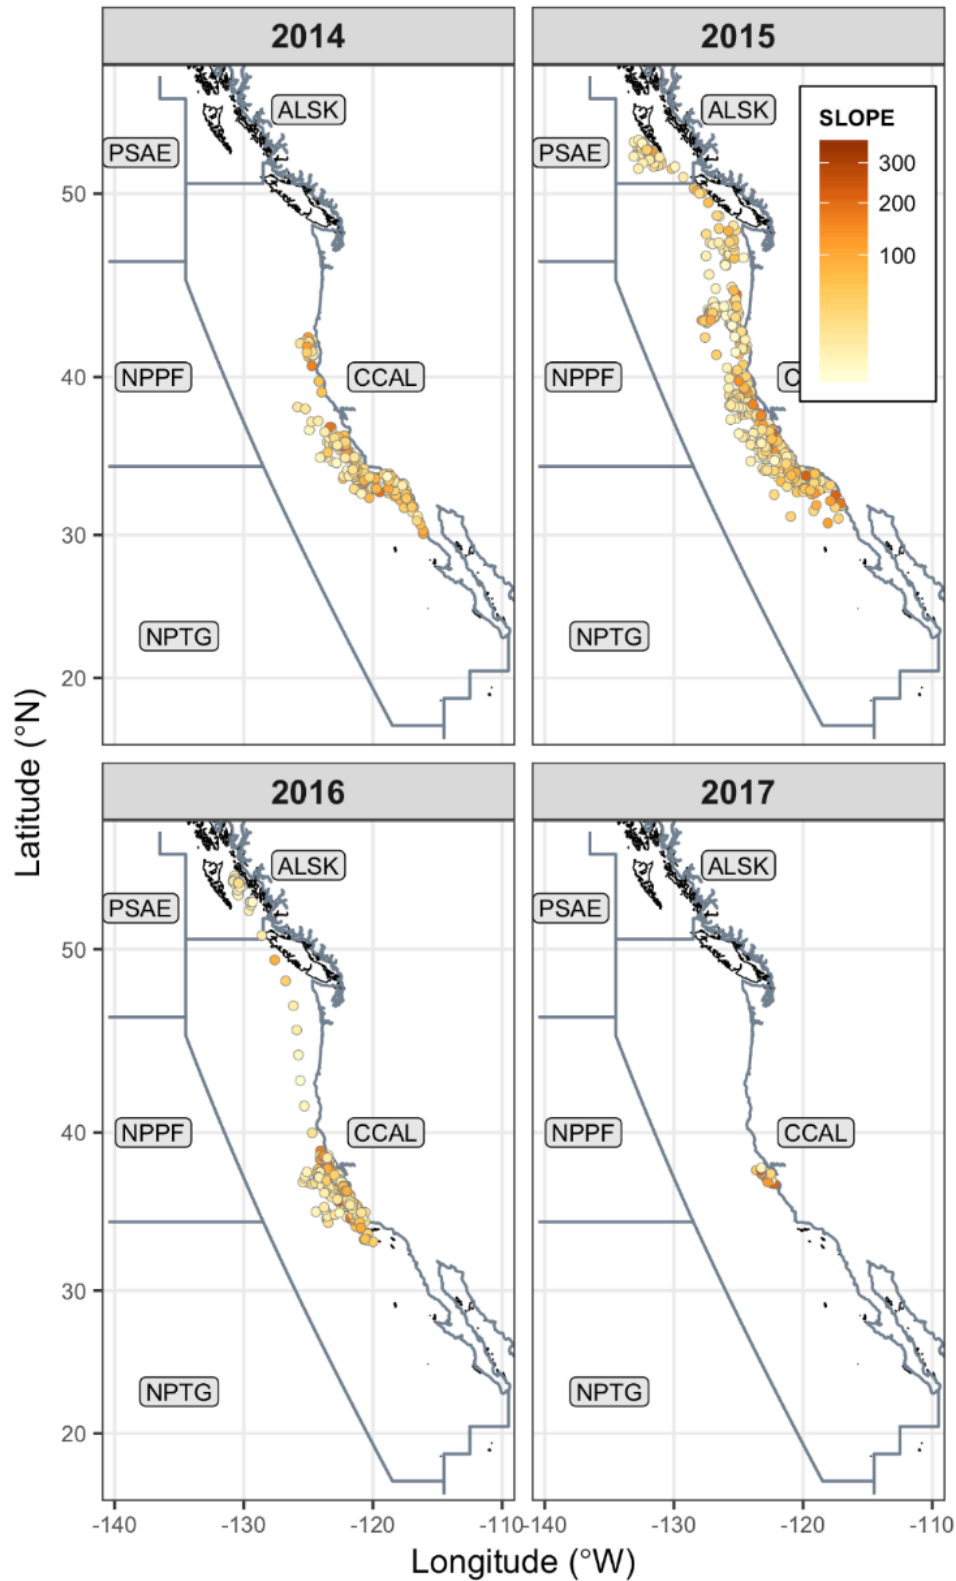 2014
2015
ALSK
PSAE
NPPF
CCAL
NPTG
ALSK
PSAE
NPPF
C
NPTG
SLOPE
300
200
100
50
40
30
20
Latitude (°N)
2016
2017
ALSK
PSAE
NPPF
CCAL
NPTG
ALSK
PSAE
NPPF
CCAL
NPTG
50
40
30
20
-140 -130 -120 -110 -140 -130 -120 -110
Longitude (°W)